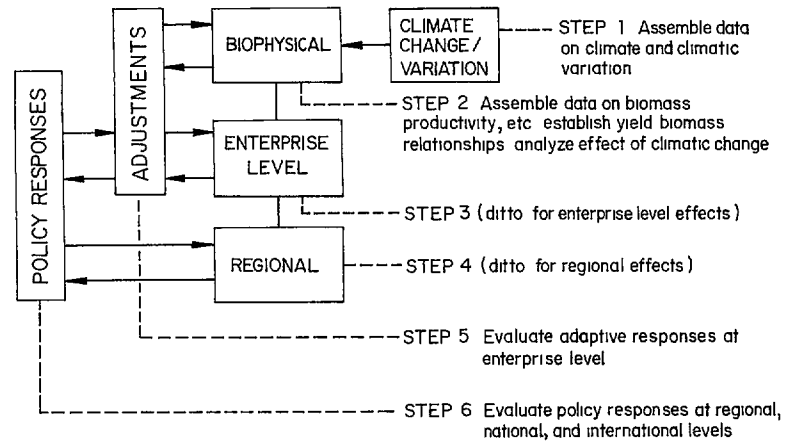 POLICY RESPONSES
ADJUSTMENTS
BIOPHYSICAL
CLIMATE
CHANGE/
VARIATION
ENTERPRISE
LEVEL
REGIONAL
STEP 1 Assemble data
on climate and climatic
variation
STEP 2 Assemble data on biomass
productivity, etc establish yield biomass
relationships analyze effect of climatic change
STEP 3 (ditto for enterprise level effects)
STEP 4 (ditto for regional effects)
STEP 5 Evaluate adaptive responses at
enterprise level
STEP 6 Evaluate policy responses at regional,
national, and international levels